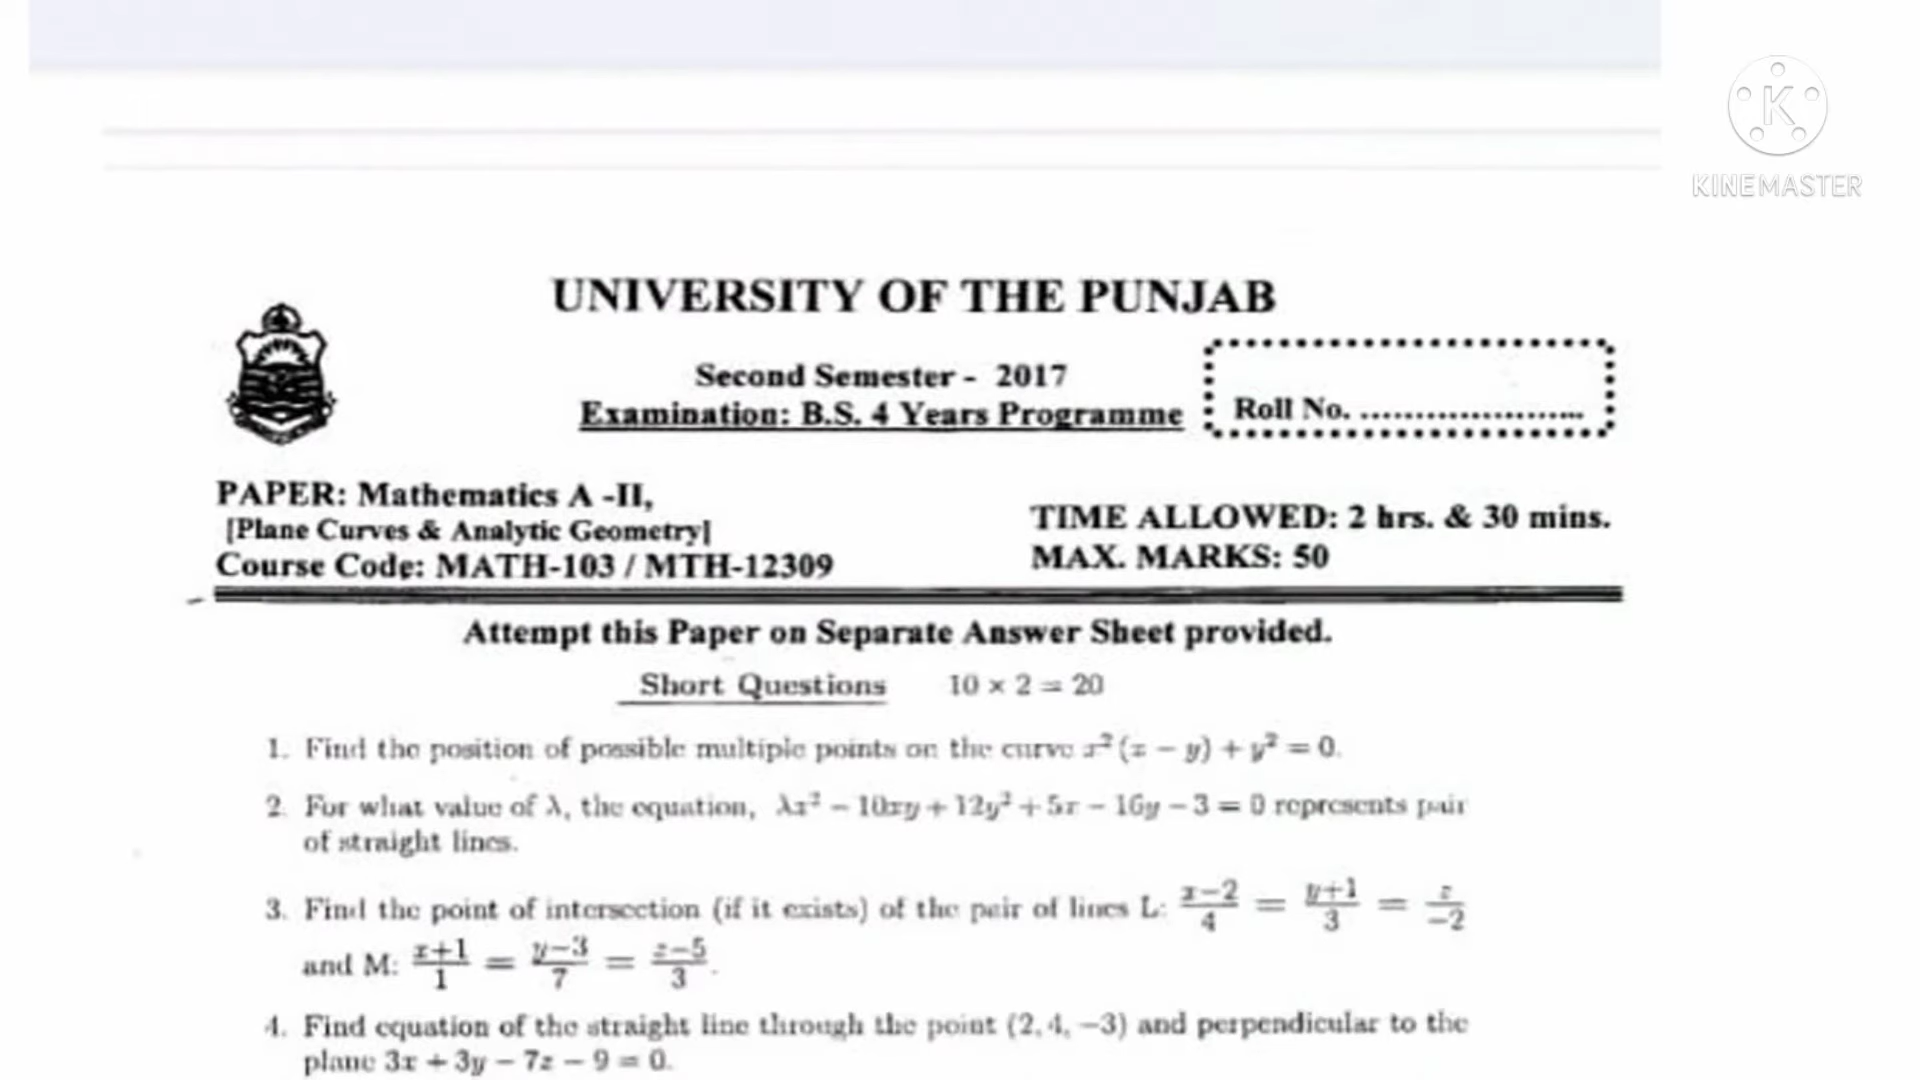 KINEMASTER
UNIVERSITY OF THE PUNJAB
Second Semester - 2017
Examination: B.S. 4 Years Programme
Roll No. .....................
PAPER: Mathematics A -II,
[Plane Curves & Analytic Geometry]
Course Code: MATH-103 / MTH-12309
TIME ALLOWED: 2 hrs. & 30 mins.
MAX. MARKS: 50
Attempt this Paper on Separate Answer Sheet provided.
Short Questions 10 × 2 = 20
1. Find the position of possible multiple points on the curve x²(x − y) + y² = 0.
2. For what value of λ, the equation, λx² − 10xy + 12y² + 5x − 16y − 3 = 0 represents pair
of straight lines.
3. Find the point of intersection (if it exists) of the pair of lines L: (x−2)/4 = (y+1)/3 = z/−2
and M: (x+1)/1 = (y−3)/7 = (z−5)/3.
4. Find equation of the straight line through the point (2, 4, −3) and perpendicular to the
plane 3x + 3y − 7z − 9 = 0.